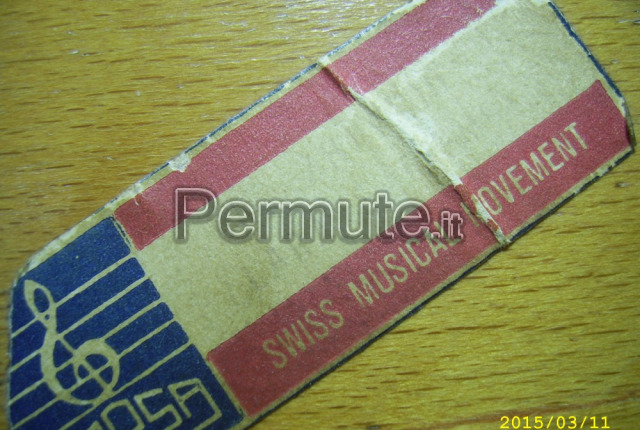 Permute.it
SWISS MUSICAL MOVEMENT
2015/03/11